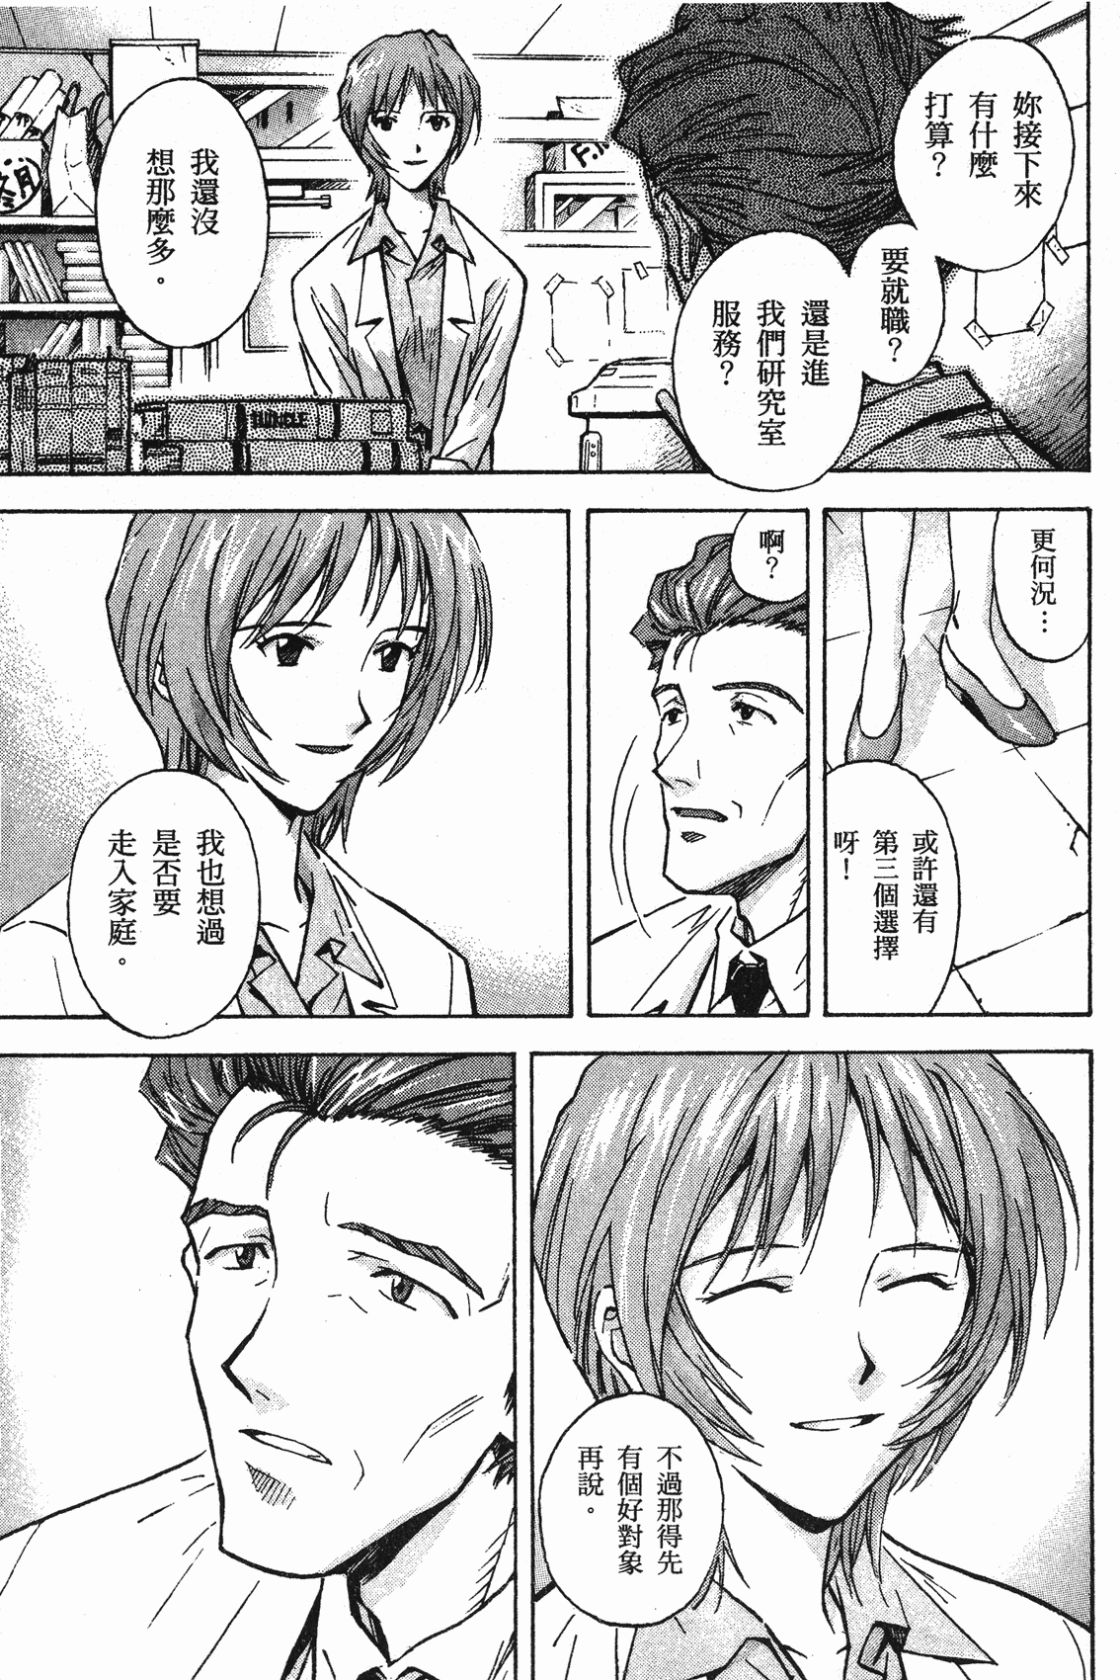 妳接下來
有什麼
打算？
要就職？
還是進
我們研究室
服務？
我還沒
想那麼多。
冬月
更何況…
或許還有
第三個選擇
呀！
啊？
我也想過
是否要
走入家庭。
不過那得先
有個好對象
再說。